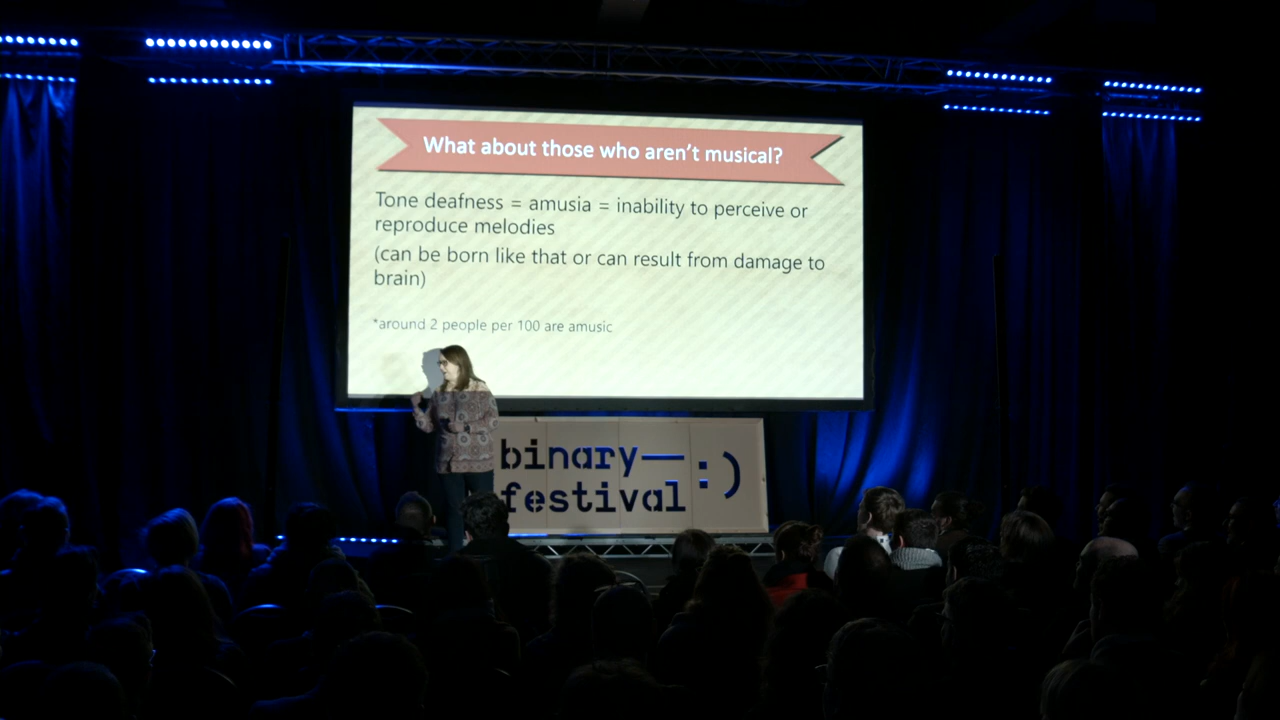 What about those who aren't musical?
Tone deafness = amusia = inability to perceive or
reproduce melodies
(can be born like that or can result from damage to
brain)
*around 2 people per 100 are amusic
binary—:)
festival